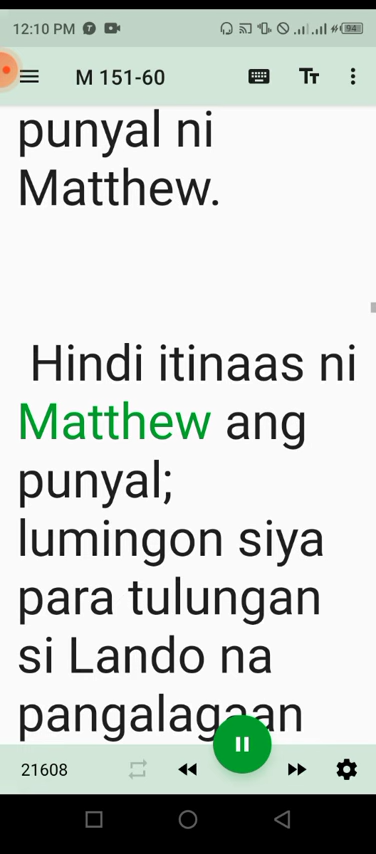 12:10 PM
94
M 151-60
punyal ni
Matthew.
Hindi itinaas ni
Matthew ang
punyal;
lumingon siya
para tulungan
si Lando na
pangalagaan
21608